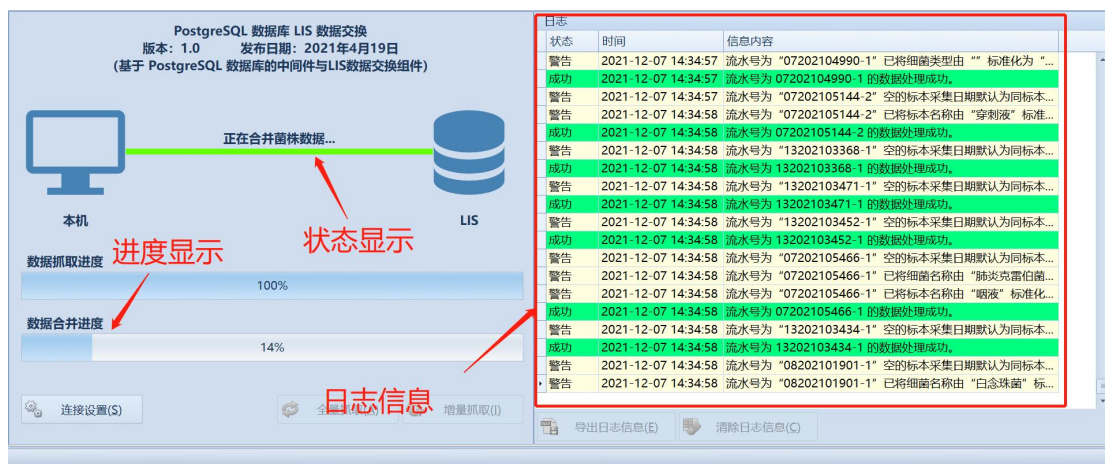 PostgreSQL 数据库 LIS 数据交换
版本：1.0 发布日期：2021年4月19日
(基于 PostgreSQL 数据库的中间件与LIS数据交换组件)
正在合并菌株数据...
本机
LIS
状态显示
进度显示
数据抓取进度
100%
数据合并进度
14%
日志信息
连接设置(S)
增量抓取(I)
日志
状态 时间 信息内容
警告 2021-12-07 14:34:57 流水号为“07202104990-1”已将细菌类型由“”标准化为“...
成功 2021-12-07 14:34:57 流水号为 07202104990-1 的数据处理成功。
警告 2021-12-07 14:34:57 流水号为“07202105144-2”空的标本采集日期默认为同标本...
警告 2021-12-07 14:34:58 流水号为“07202105144-2”已将标本名称由“穿刺液”标准...
成功 2021-12-07 14:34:58 流水号为 07202105144-2 的数据处理成功。
警告 2021-12-07 14:34:58 流水号为“13202103368-1”空的标本采集日期默认为同标本...
成功 2021-12-07 14:34:58 流水号为 13202103368-1 的数据处理成功。
警告 2021-12-07 14:34:58 流水号为“13202103471-1”空的标本采集日期默认为同标本...
成功 2021-12-07 14:34:58 流水号为 13202103471-1 的数据处理成功。
警告 2021-12-07 14:34:58 流水号为“13202103452-1”空的标本采集日期默认为同标本...
成功 2021-12-07 14:34:58 流水号为 13202103452-1 的数据处理成功。
警告 2021-12-07 14:34:58 流水号为“07202105466-1”空的标本采集日期默认为同标本...
警告 2021-12-07 14:34:58 流水号为“07202105466-1”已将细菌名称由“肺炎克雷伯菌...
警告 2021-12-07 14:34:58 流水号为“07202105466-1”已将标本名称由“咽液”标准化...
成功 2021-12-07 14:34:58 流水号为 07202105466-1 的数据处理成功。
警告 2021-12-07 14:34:58 流水号为“13202103434-1”空的标本采集日期默认为同标本...
成功 2021-12-07 14:34:58 流水号为 13202103434-1 的数据处理成功。
警告 2021-12-07 14:34:58 流水号为“08202101901-1”空的标本采集日期默认为同标本...
警告 2021-12-07 14:34:58 流水号为“08202101901-1”已将细菌名称由“白念珠菌”标...
导出日志信息(E)
清除日志信息(C)